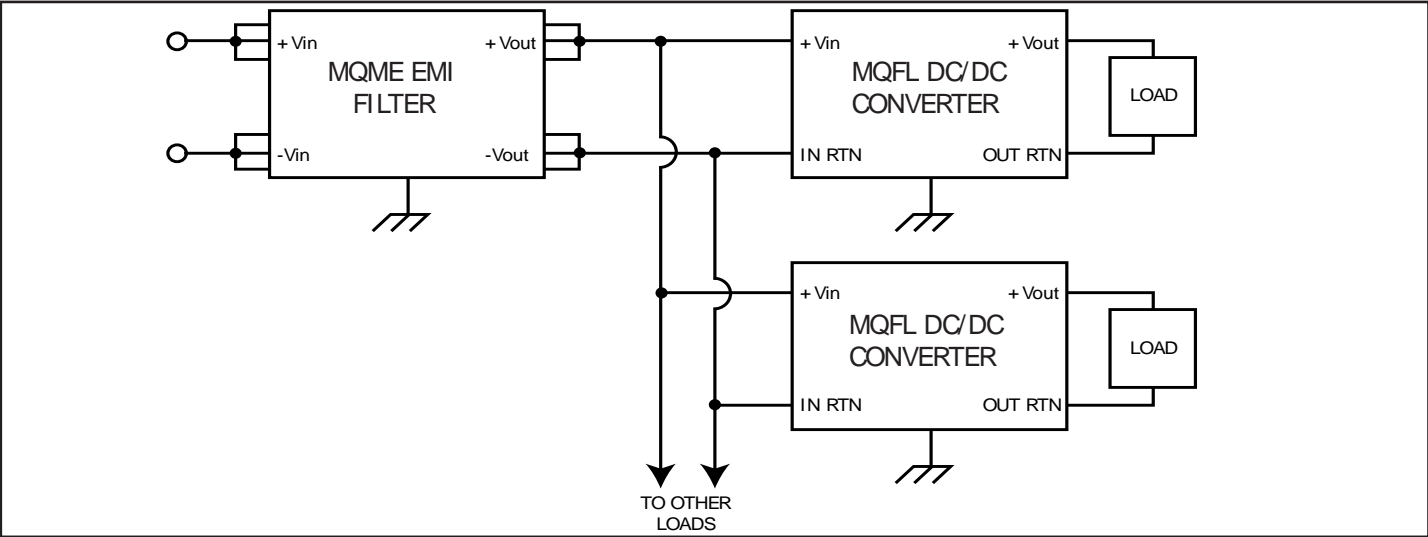 + Vin
+ Vout
MQME EMI
FILTER
-Vin
-Vout
+ Vin
+ Vout
MQFL DC/DC
CONVERTER
IN RTN
OUT RTN
LOAD
+ Vin
+ Vout
MQFL DC/DC
CONVERTER
IN RTN
OUT RTN
LOAD
TO OTHER
LOADS